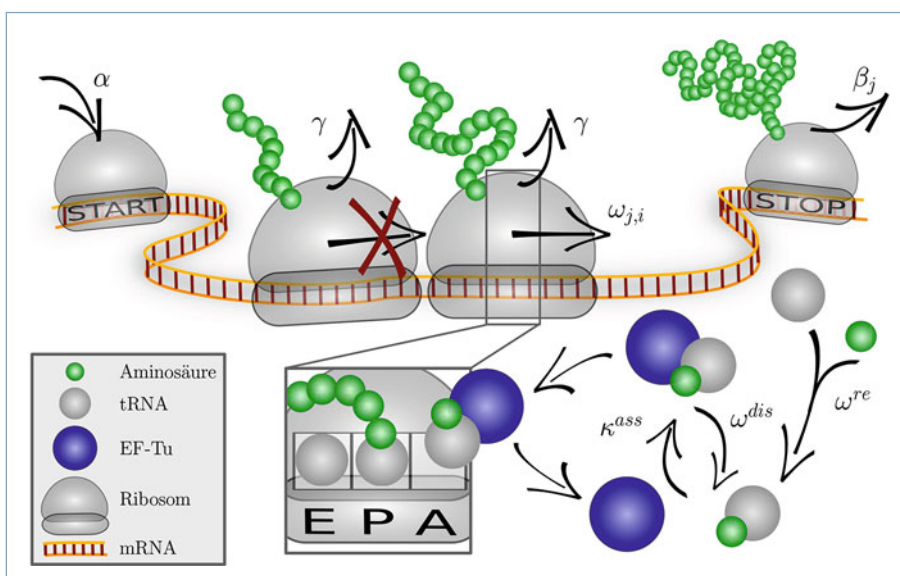 α
START
γ
γ
ω_{j,i}
β_j
STOP
Aminosäure
tRNA
EF-Tu
Ribosom
mRNA
E P A
κ^{ass}
ω^{dis}
ω^{re}